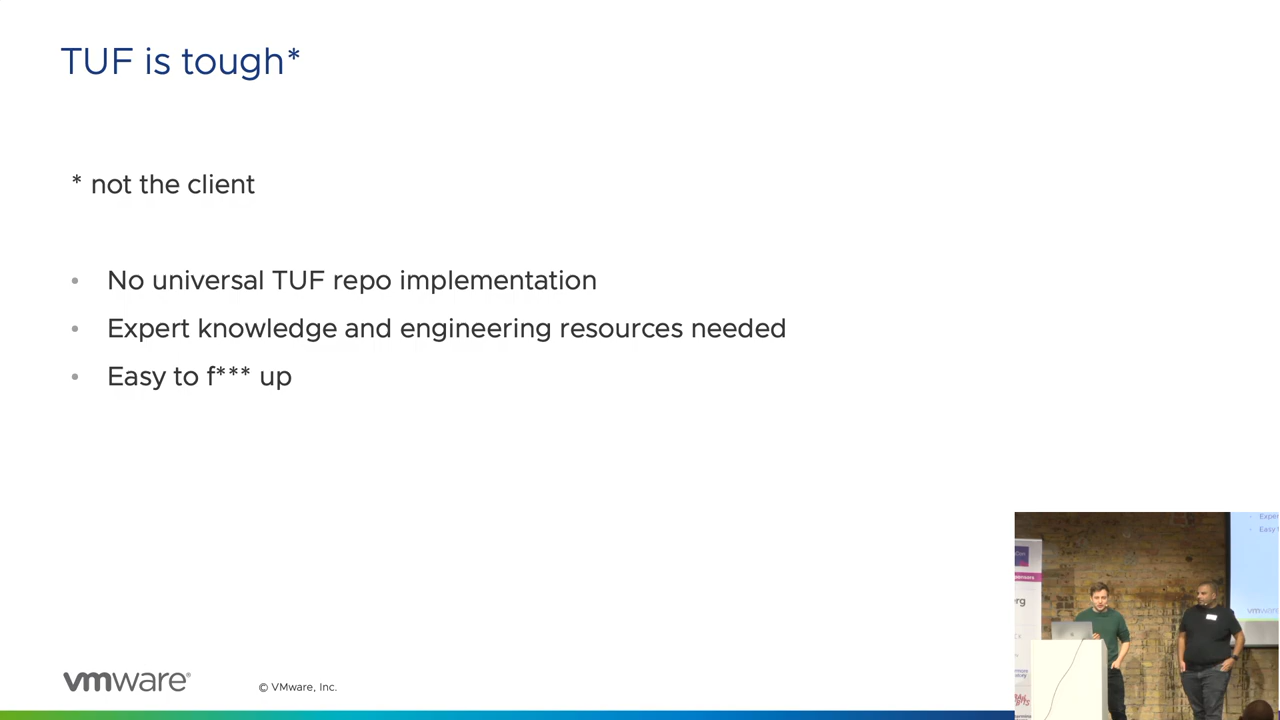 TUF is tough*
* not the client
• No universal TUF repo implementation
• Expert knowledge and engineering resources needed
• Easy to f*** up
vmware®
© VMware, Inc.